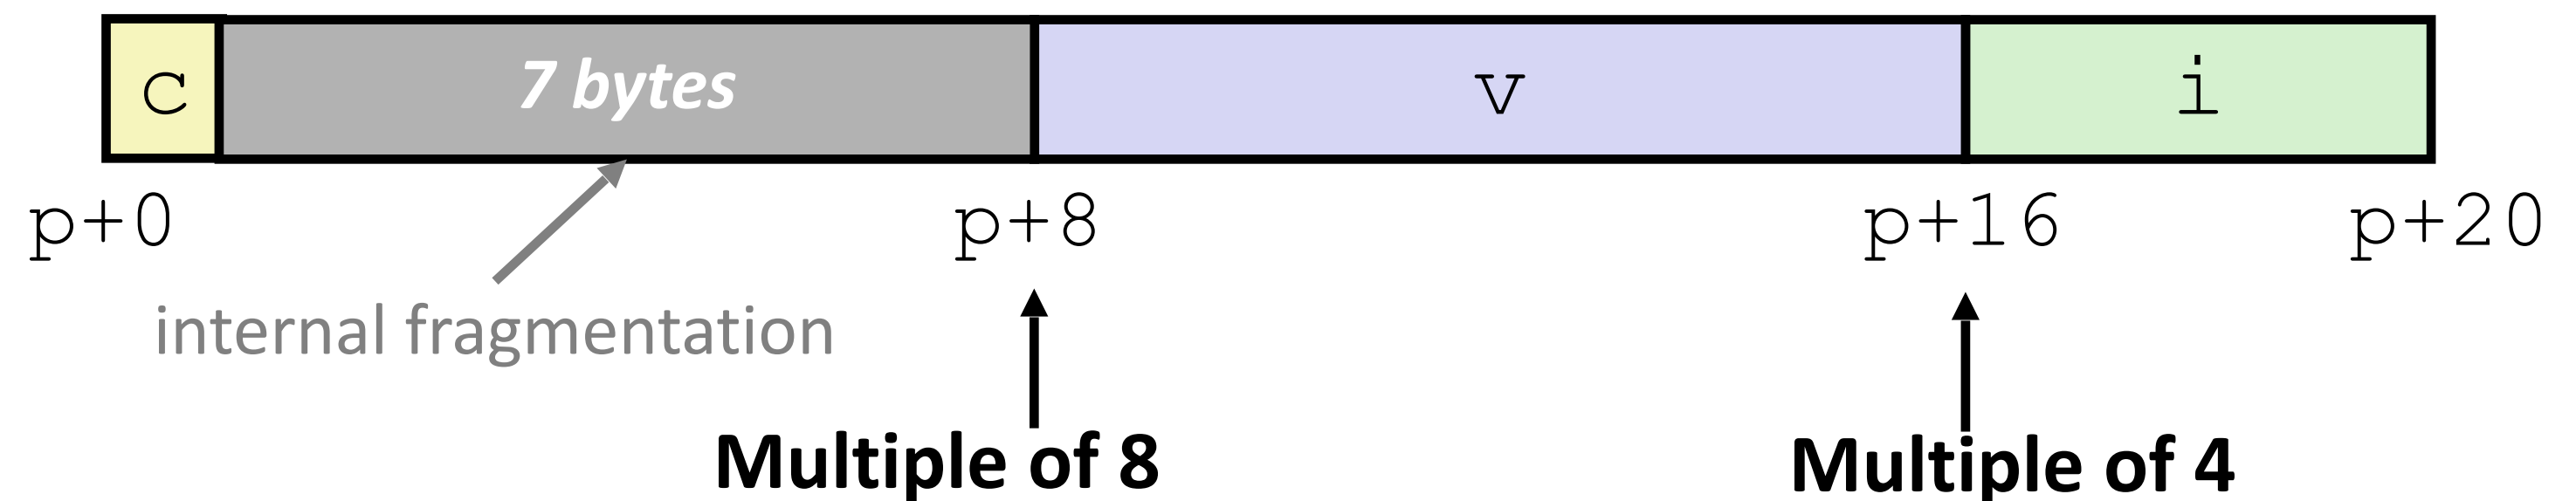 c 7 bytes v i
p+0 p+8 p+16 p+20
internal fragmentation
Multiple of 8 Multiple of 4